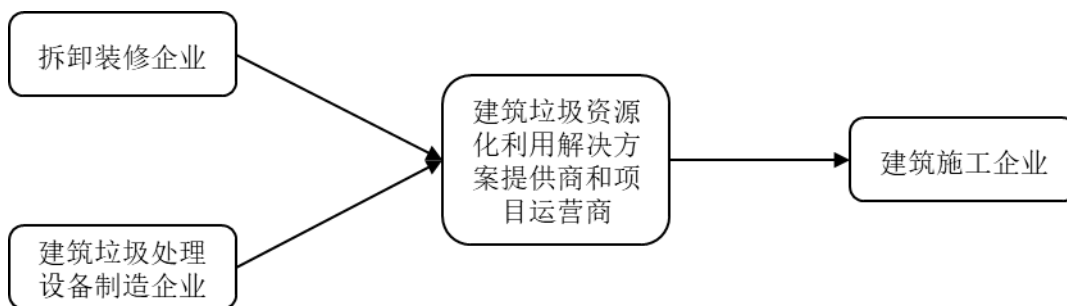 拆卸装修企业
建筑垃圾处理
设备制造企业
建筑垃圾资源
化利用解决方
案提供商和项
目运营商
建筑施工企业